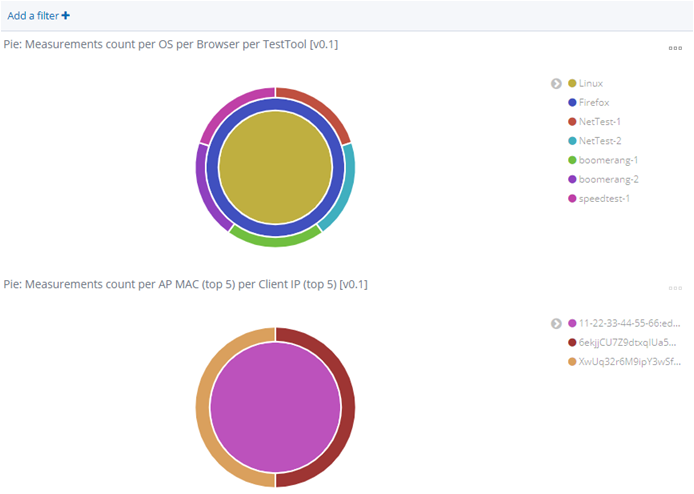 Add a filter +
Pie: Measurements count per OS per Browser per TestTool [v0.1]
Linux
Firefox
NetTest-1
NetTest-2
boomerang-1
boomerang-2
speedtest-1
Pie: Measurements count per AP MAC (top 5) per Client IP (top 5) [v0.1]
11-22-33-44-55-66:ed...
6ekjjCU7Z9dtxqIUa5...
XwUq32r6M9ipY3wSf...